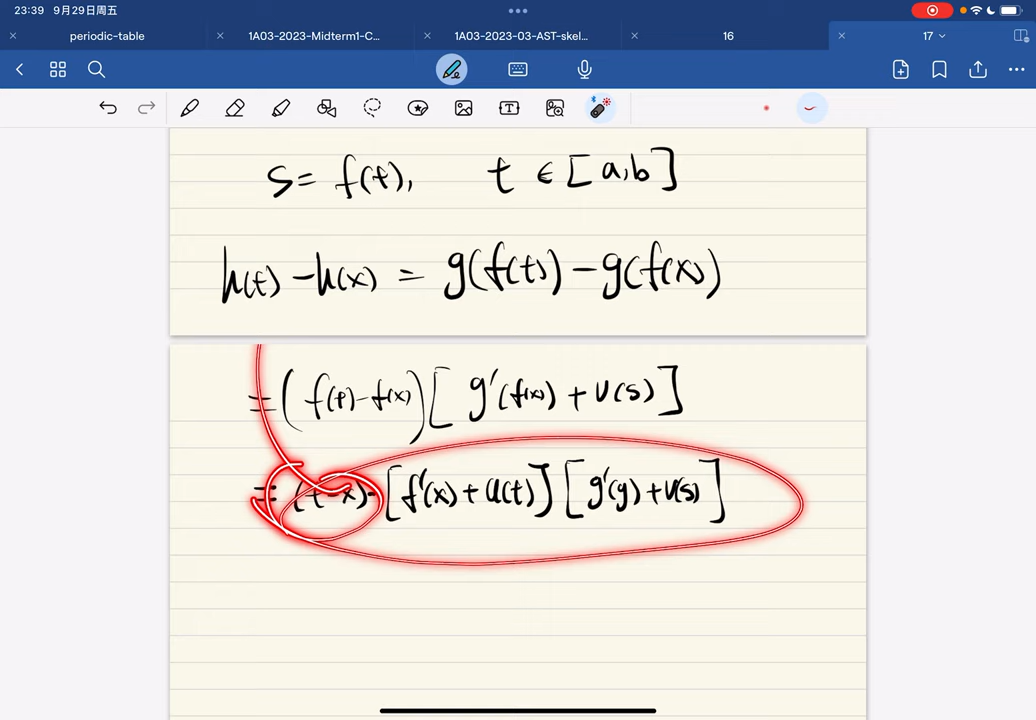 23:39 9月29日周五
periodic-table
1A03-2023-Midterm1-C...
1A03-2023-03-AST-skel...
16
17
s = f(t), t ∈ [a,b]
h(t) - h(x) = g(f(t)) - g(f(x))
= (f(t) - f(x)) [g'(f(x) + v(s)]
= (t - x) · [f'(x) + u(t)] [g'(y) + v(s)]